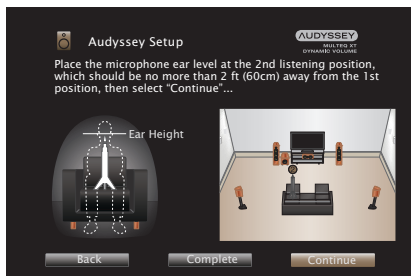 Audyssey Setup
AUDYSSEY
MULTEQ XT
DYNAMIC VOLUME
Place the microphone ear level at the 2nd listening position,
which should be no more than 2 ft (60cm) away from the 1st
position, then select “Continue”...
Ear Height
Back
Complete
Continue